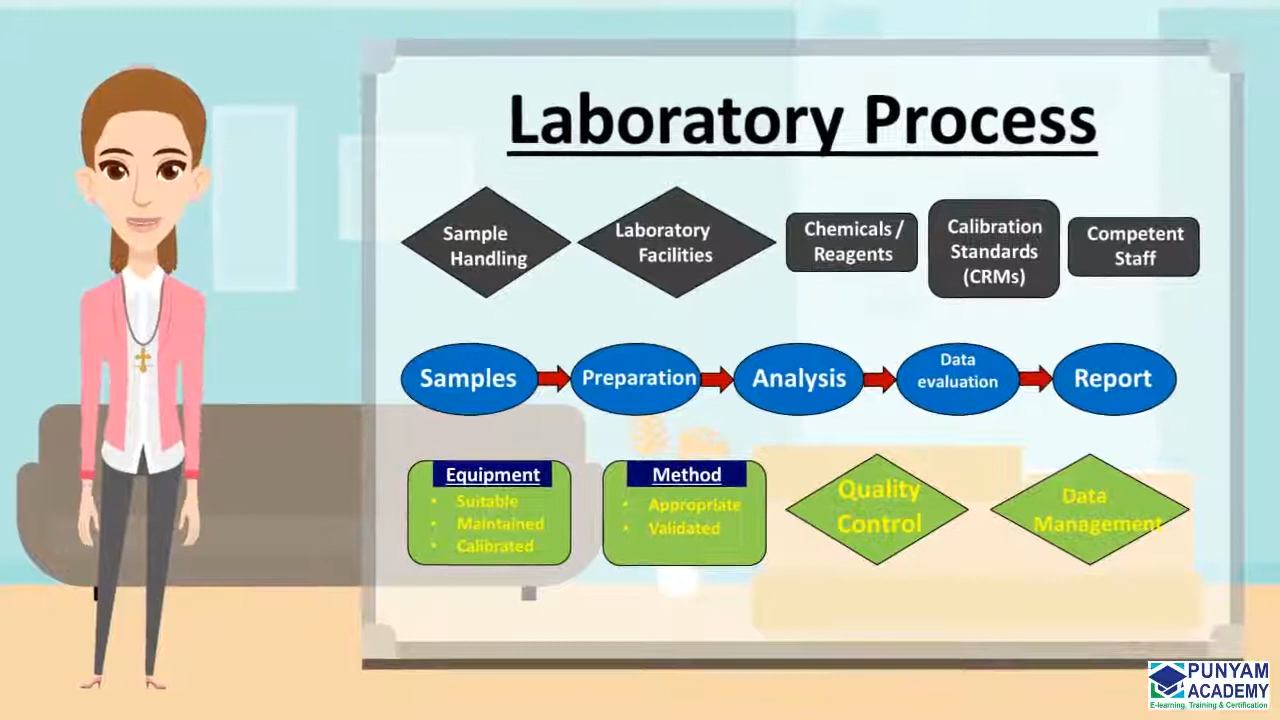 Laboratory Process
Sample
Handling
Laboratory
Facilities
Chemicals /
Reagents
Calibration
Standards
(CRMs)
Competent
Staff
Samples
Preparation
Analysis
Data
evaluation
Report
Equipment
• Suitable
• Maintained
• Calibrated
Method
• Appropriate
• Validated
Quality
Control
Data
Management
PUNYAM
ACADEMY
E-learning, Training & Certification